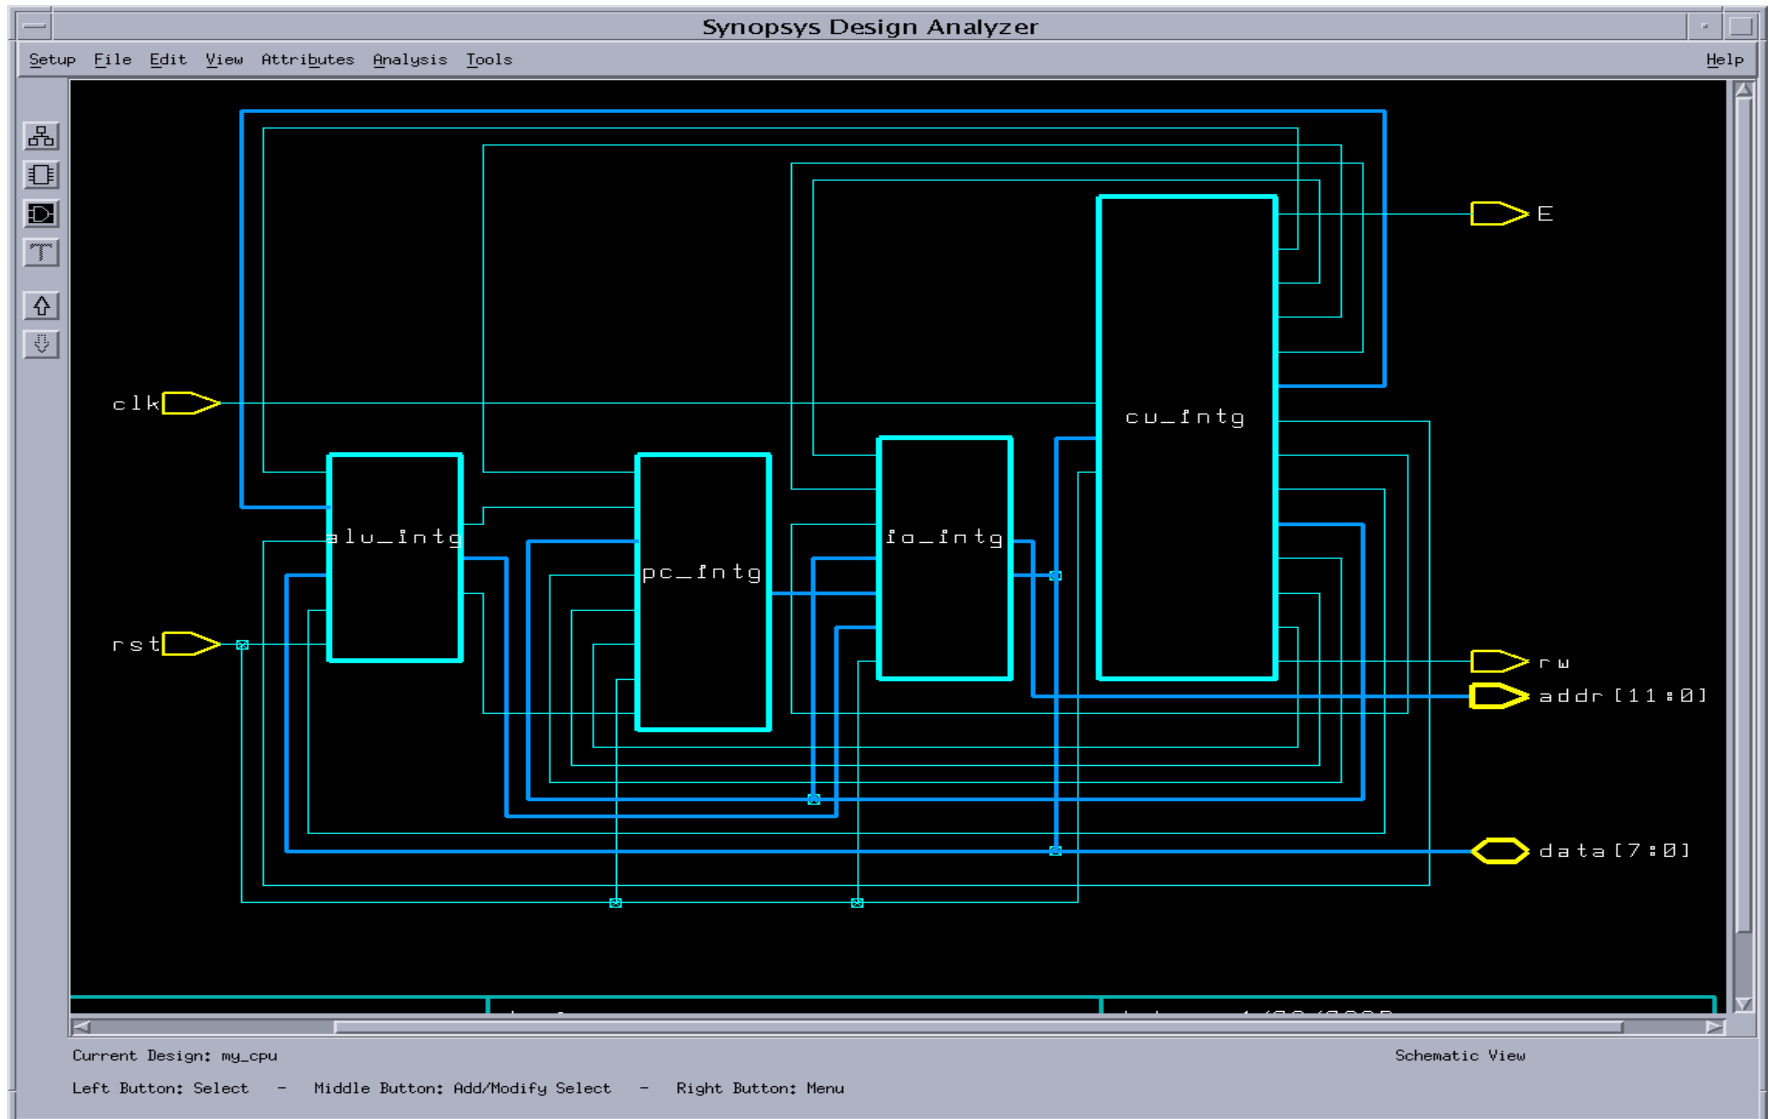 Synopsys Design Analyzer
Setup File Edit View Attributes Analysis Tools Help
E
clk
cu_intg
alu_intg
io_intg
pc_intg
rst
rw
addr[11:0]
data[7:0]
Current Design: my_cpu
Schematic View
Left Button: Select - Middle Button: Add/Modify Select - Right Button: Menu